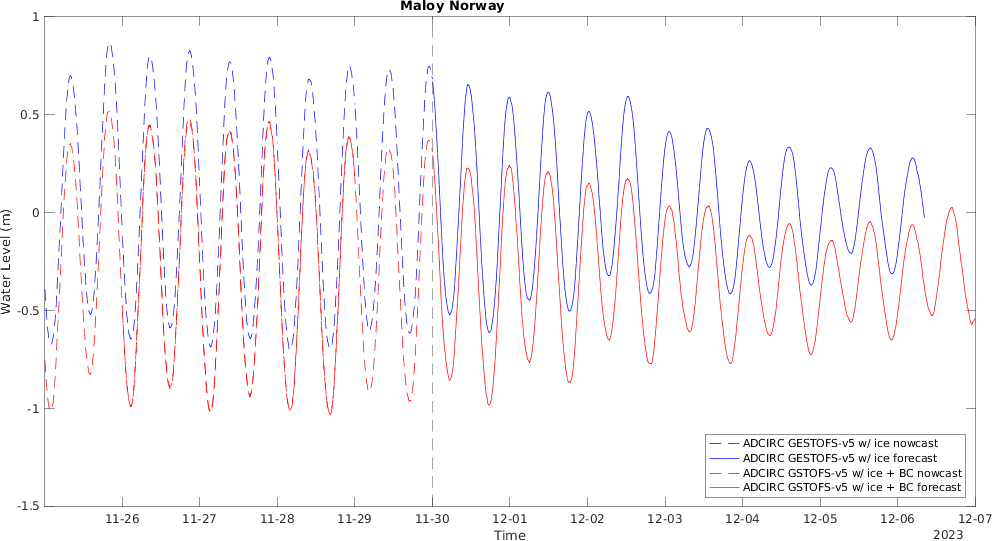 Maloy Norway
1
0.5
0
-0.5
-1
-1.5
Water Level (m)
11-26
11-27
11-28
11-29
11-30
12-01
12-02
12-03
12-04
12-05
12-06
12-07
Time
2023
ADCIRC GESTOFS-v5 w/ ice nowcast
ADCIRC GESTOFS-v5 w/ ice forecast
ADCIRC GSTOFS-v5 w/ ice + BC nowcast
ADCIRC GSTOFS-v5 w/ ice + BC forecast